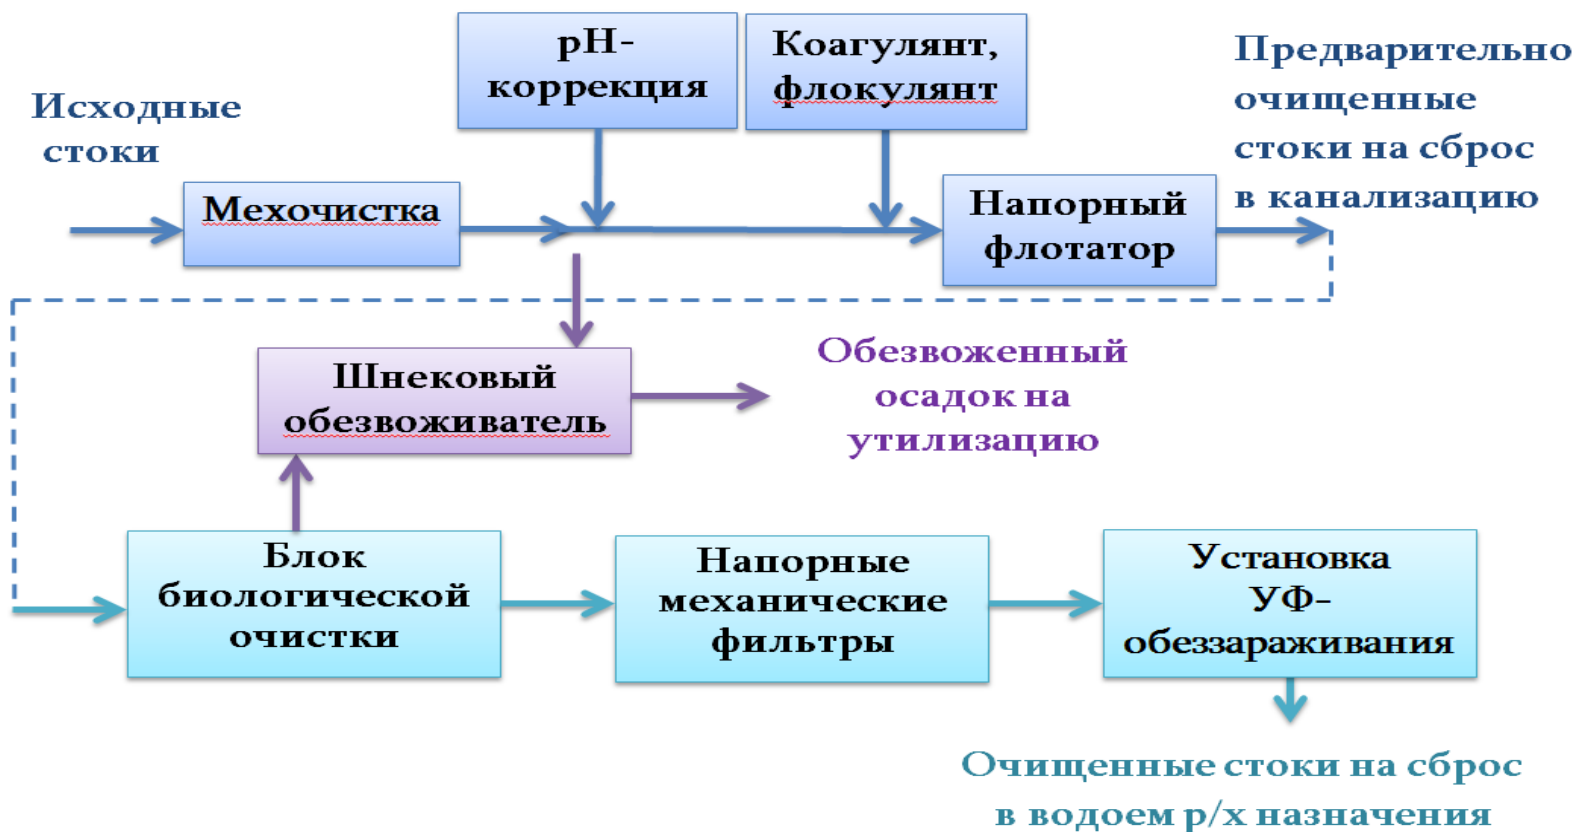 Исходные
стоки
Мехочистка
pH-
коррекция
Коагулянт,
флокулянт
Напорный
флотатор
Предварительно
очищенные
стоки на сброс
в канализацию
Шнековый
обезвоживатель
Обезвоженный
осадок на
утилизацию
Блок
биологической
очистки
Напорные
механические
фильтры
Установка
УФ-
обеззараживания
Очищенные стоки на сброс
в водоем р/х назначения